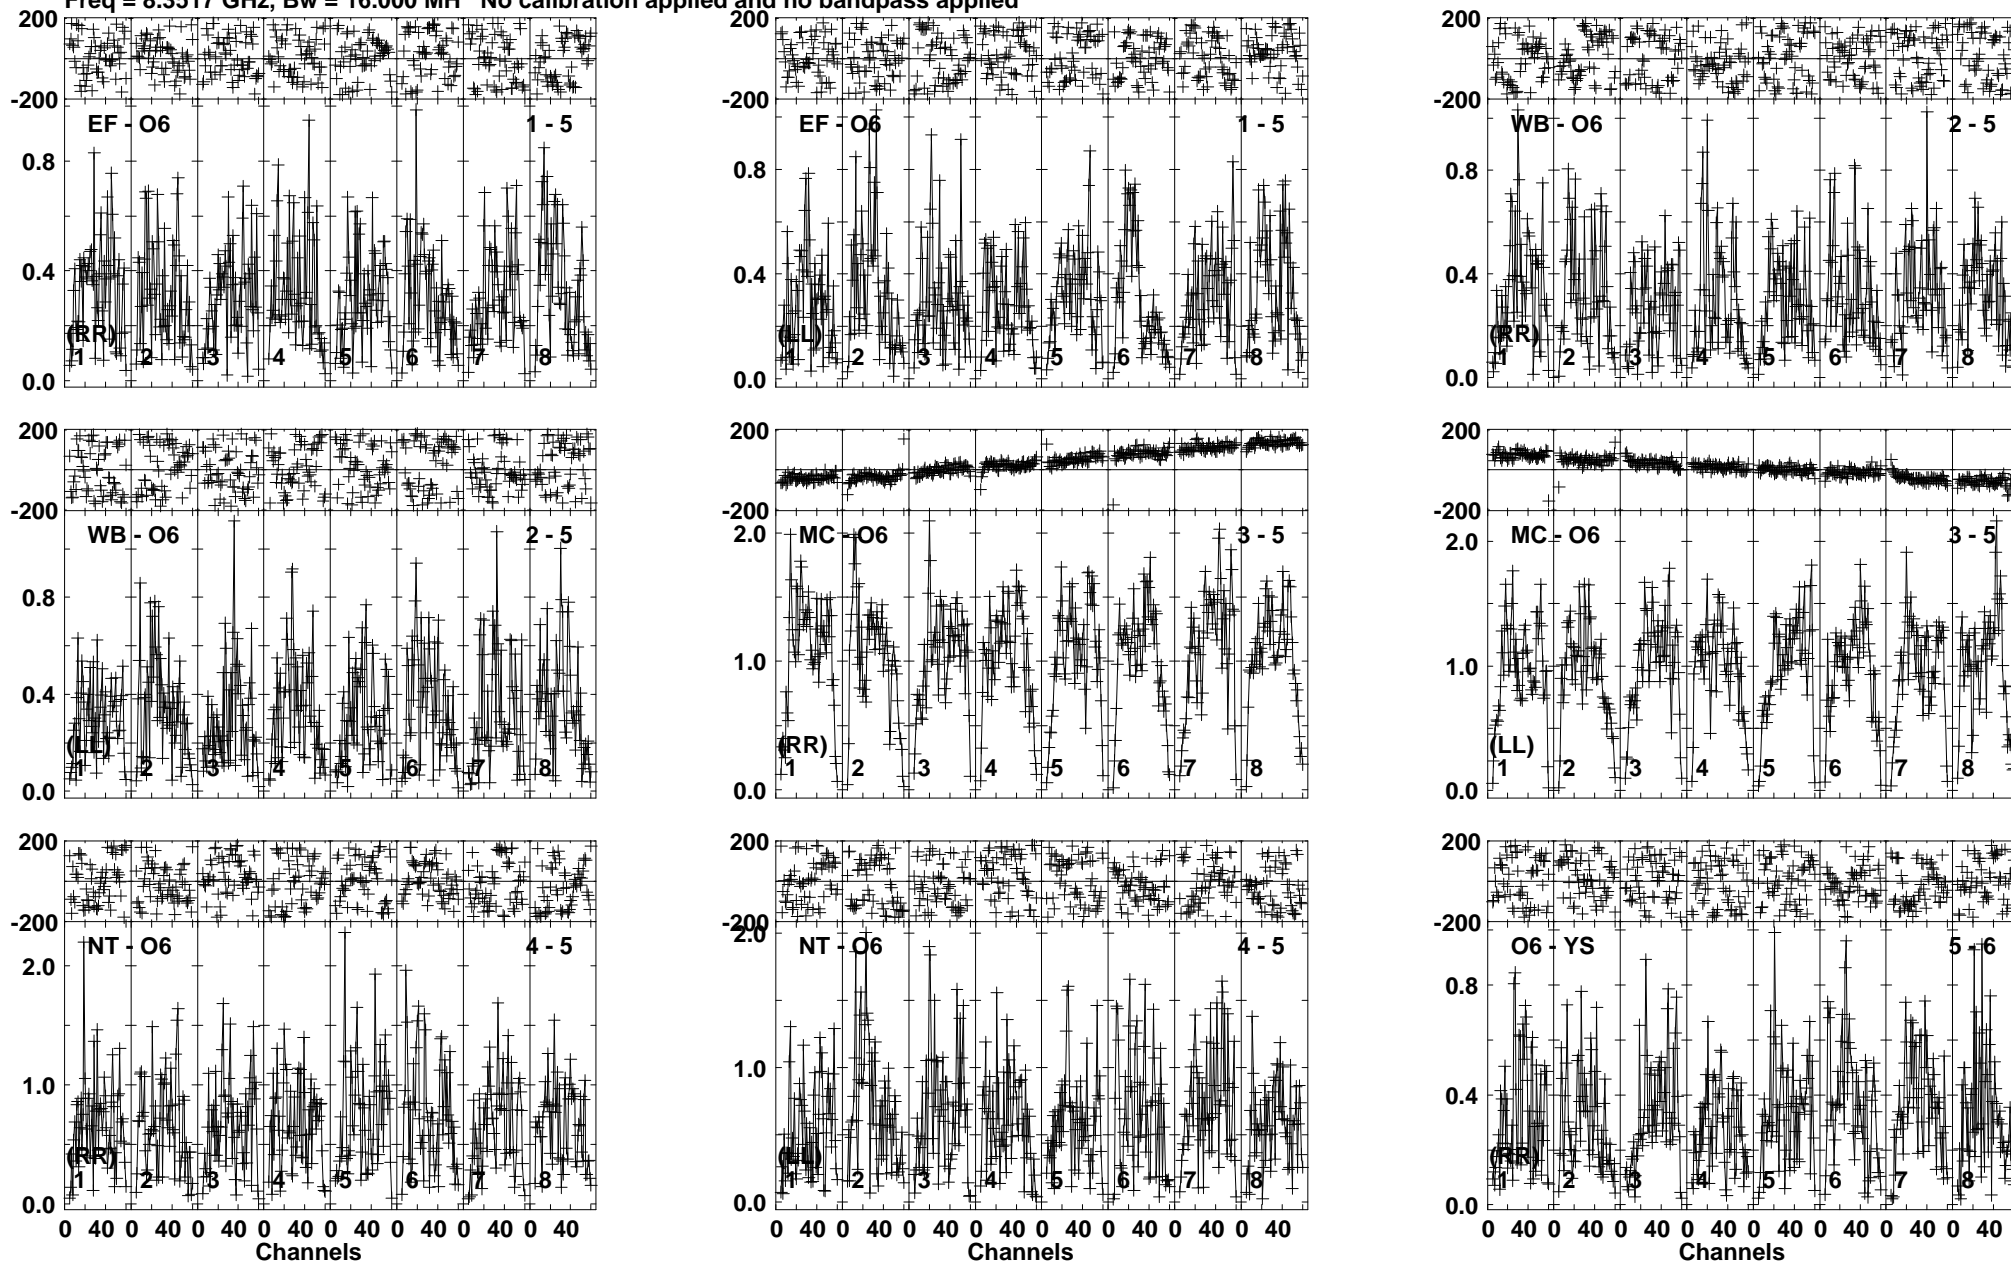 Freq = 8.3517 GHz, Bw = 16.000 MH No calibration applied and no bandpass applied
200 200 200
-200 -200 -200
EF - O6 1 - 5 EF - O6 1 - 5 WB - O6 2 - 5
0.8 0.8 0.8
0.4 0.4 0.4
(RR) (LL) (RR)
1 2 3 4 5 6 7 8 1 2 3 4 5 6 7 8 1 2 3 4 5 6 7 8
0.0 0.0 0.0
200 200 200
-200 -200 -200
WB - O6 2 - 5 MC - O6 3 - 5 MC - O6 3 - 5
2.0 2.0
0.8
1.0 1.0
0.4
(LL) (RR) (LL)
1 2 3 4 5 6 7 8 1 2 3 4 5 6 7 8 1 2 3 4 5 6 7 8
0.0 0.0 0.0
200 200 200
-200 -200 -200
NT - O6 4 - 5 NT - O6 4 - 5 O6 - YS 5 - 6
2.0 2.0 0.8
1.0 1.0 0.4
(RR) (LL) (RR)
1 2 3 4 5 6 7 8 1 2 3 4 5 6 7 8 1 2 3 4 5 6 7 8
0.0 0.0 0.0
0 40 0 40 0 40 0 40 0 40 0 40 0 40 0 40 0 40 0 40 0 40 0 40 0 40 0 40 0 40 0 40 0 40 0 40 0 40 0 40 0 40 0 40 0 40 0 40
Channels Channels Channels